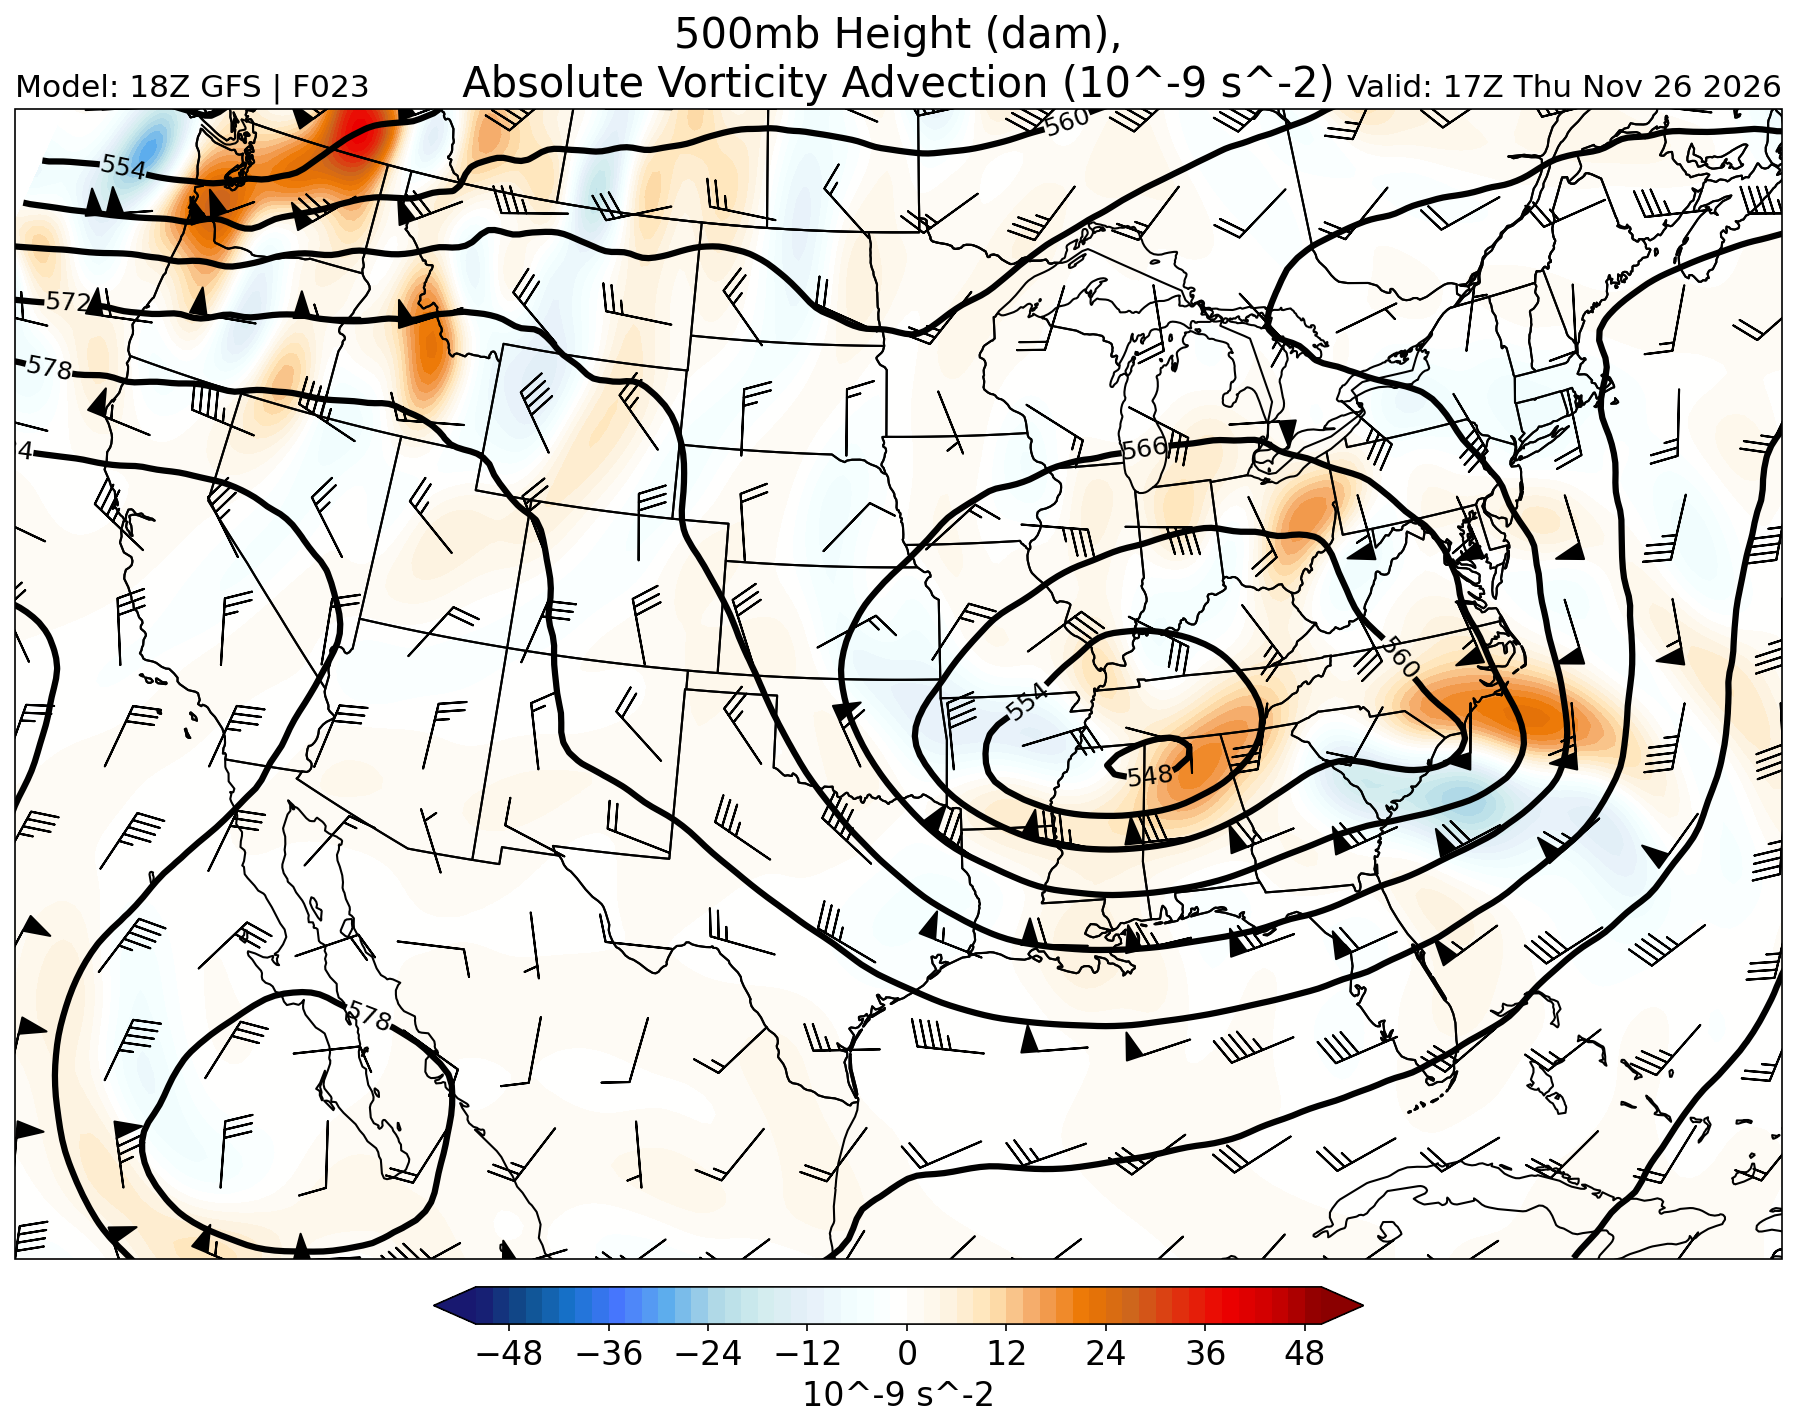 500mb Height (dam),
Model: 18Z GFS | F023
Absolute Vorticity Advection (10^-9 s^-2)
Valid: 17Z Thu Nov 26 2026
560
554
572
578
4
566
560
554
548
578
−48 −36 −24 −12 0 12 24 36 48
10^-9 s^-2